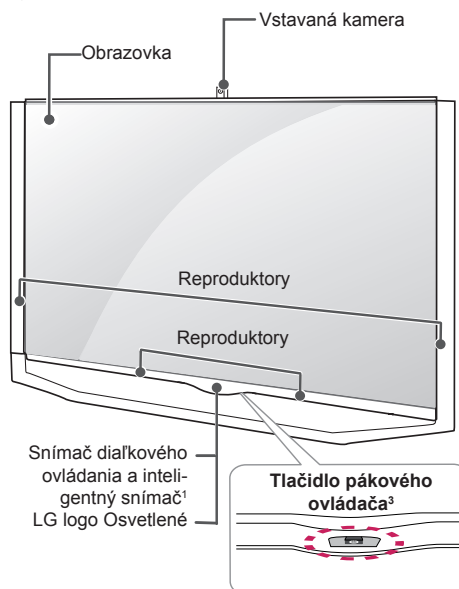 Vstavaná kamera
Obrazovka
Reproduktory
Reproduktory
Snímač diaľkového
ovládania a inteli-
gentný snímač¹
LG logo Osvetlené
Tlačidlo pákového
ovládača³